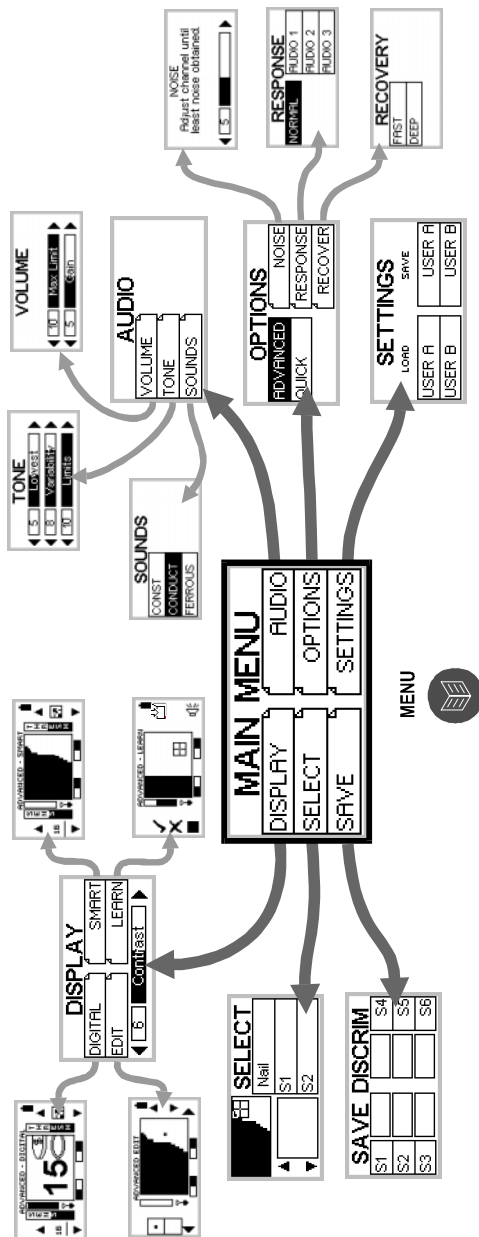 ADVANCED - DIGITAL
15
ADVANCED EDIT
DISPLAY
DIGITAL
SMART
EDIT
LEARN
6
Contrast
ADVANCED - SMART
ADVANCED - LEARN
TONE
5
Lowest
8
Variability
10
Limits
VOLUME
10
Max Limit
5
Gain
SOUNDS
CONST
CONDUCT
FERROUS
AUDIO
VOLUME
TONE
SOUNDS
NOISE
Adjust channel until
least noise obtained.
5
SELECT
Nail
S1
S2
MAIN MENU
DISPLAY
AUDIO
SELECT
OPTIONS
SAVE
SETTINGS
OPTIONS
ADVANCED
NOISE
QUICK
RESPONSE
RECOVER
RESPONSE
NORMAL
AUDIO 1
AUDIO 2
AUDIO 3
SAVE DISCRIM
S1
S4
S2
S5
S3
S6
SETTINGS
LOAD
SAVE
USER A
USER A
USER B
USER B
RECOVERY
FAST
DEEP
MENU